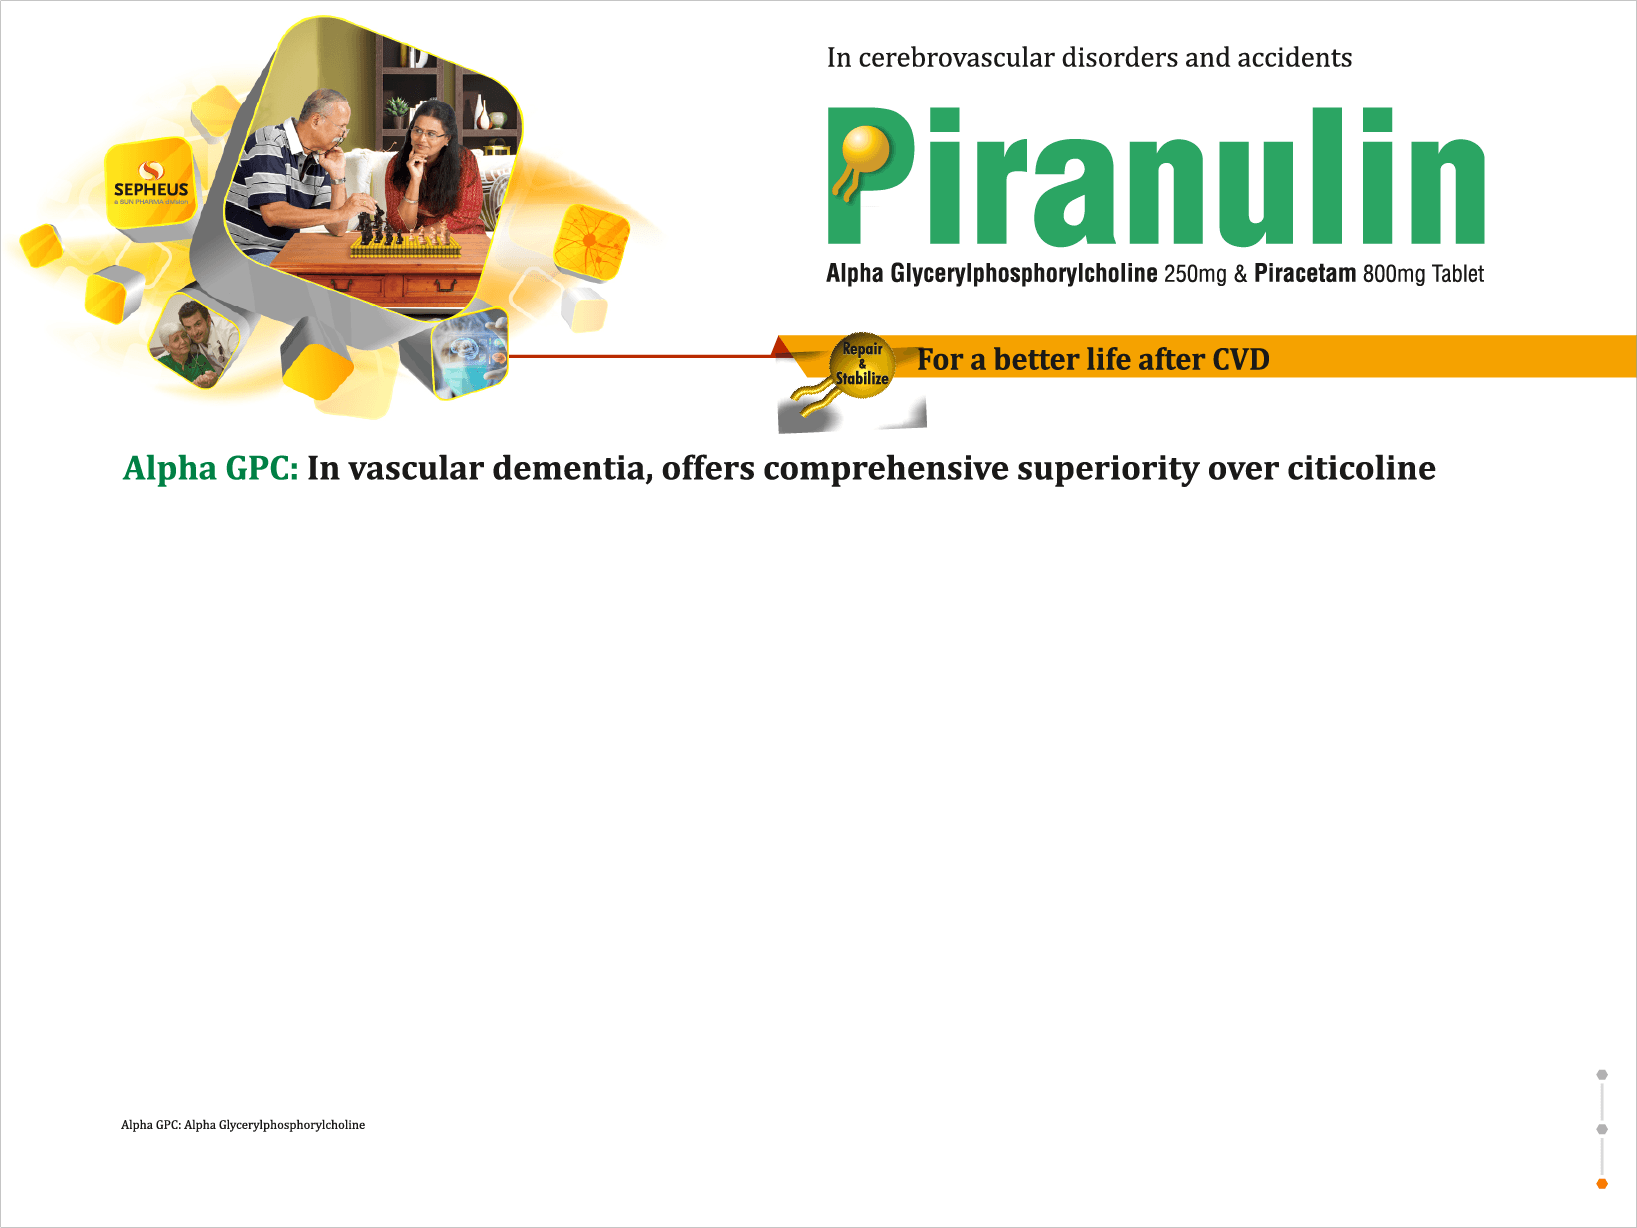 SEPHEUS
a SUN PHARMA division
In cerebrovascular disorders and accidents
Piranulin
Alpha Glycerylphosphorylcholine 250mg & Piracetam 800mg Tablet
Repair
&
Stabilize
For a better life after CVD
Alpha GPC: In vascular dementia, offers comprehensive superiority over citicoline
Alpha GPC: Alpha Glycerylphosphorylcholine